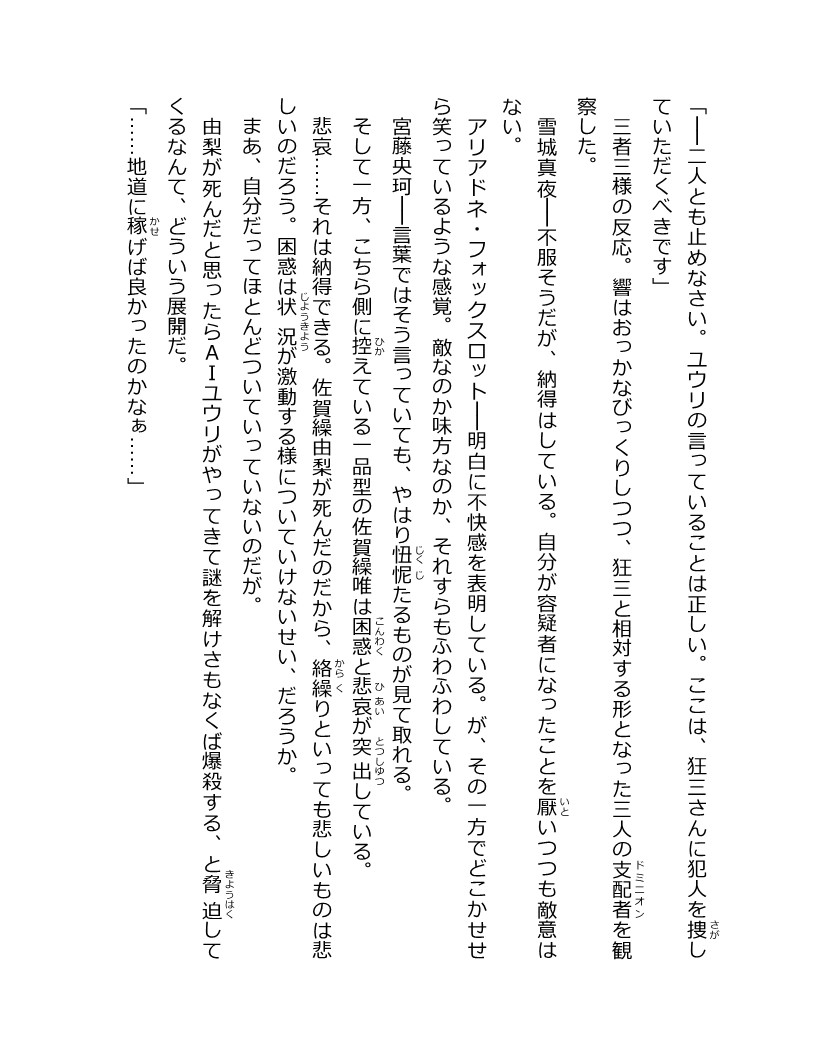 「――二人とも止めなさい。ユウリの言っていることは正しい。ここは、狂三さんに犯人を捜し
ていただくべきです」
三者三様の反応。響はおっかなびっくりしつつ、狂三と相対する形となった三人の支配者を観
察した。
雪城真夜――不服そうだが、納得はしている。自分が容疑者になったことを厭いつつも敵意は
ない。
アリアドネ・フォックスロット――明白に不快感を表明している。が、その一方でどこかせせ
ら笑っているような感覚。敵なのか味方なのか、それすらもふわふわしている。
宮藤央珂――言葉ではそう言っていても、やはり忸怩たるものが見て取れる。
そして一方、こちら側に控えている一品型の佐賀繰唯は困惑と悲哀が突出している。
悲哀……それは納得できる。佐賀繰由梨が死んだのだから、絡繰りといっても悲しいものは悲
しいのだろう。困惑は状況が激動する様についていけないせい、だろうか。
まあ、自分だってほとんどついていっていないのだが。
由梨が死んだと思ったらＡＩユウリがやってきて謎を解けさもなくば爆殺する、と脅迫して
くるなんて、どういう展開だ。
「……地道に稼げば良かったのかなぁ……」